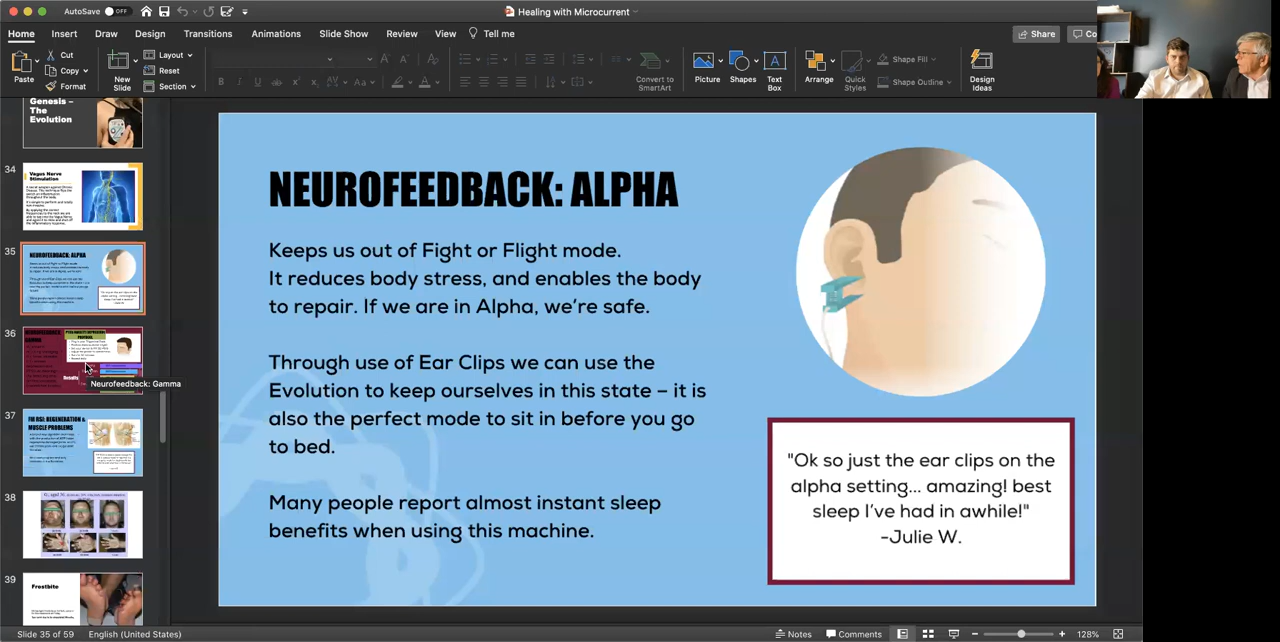 AutoSave OFF
Healing with Microcurrent
Home Insert Draw Design Transitions Animations Slide Show Review View Tell me
Share Co
Paste
Cut
Copy
Format
New
Slide
Layout
Reset
Section
B I U ab
Convert to
SmartArt
Picture
Shapes
Text
Box
Arrange
Quick
Styles
Shape Fill
Shape Outline
Design
Ideas
Genesis –
The
Evolution
34
Vagus Nerve
Stimulation
35
NEUROFEEDBACK: ALPHA
36
Neurofeedback: Gamma
37
MUSCLE PROBLEMS
38
39
Frostbite
NEUROFEEDBACK: ALPHA
Keeps us out of Fight or Flight mode.
It reduces body stress, and enables the body
to repair. If we are in Alpha, we’re safe.
Through use of Ear Clips we can use the
Evolution to keep ourselves in this state – it is
also the perfect mode to sit in before you go
to bed.
Many people report almost instant sleep
benefits when using this machine.
"Ok so just the ear clips on the
alpha setting... amazing! best
sleep I’ve had in awhile!"
-Julie W.
Slide 35 of 59 English (United States)
Notes Comments 128%